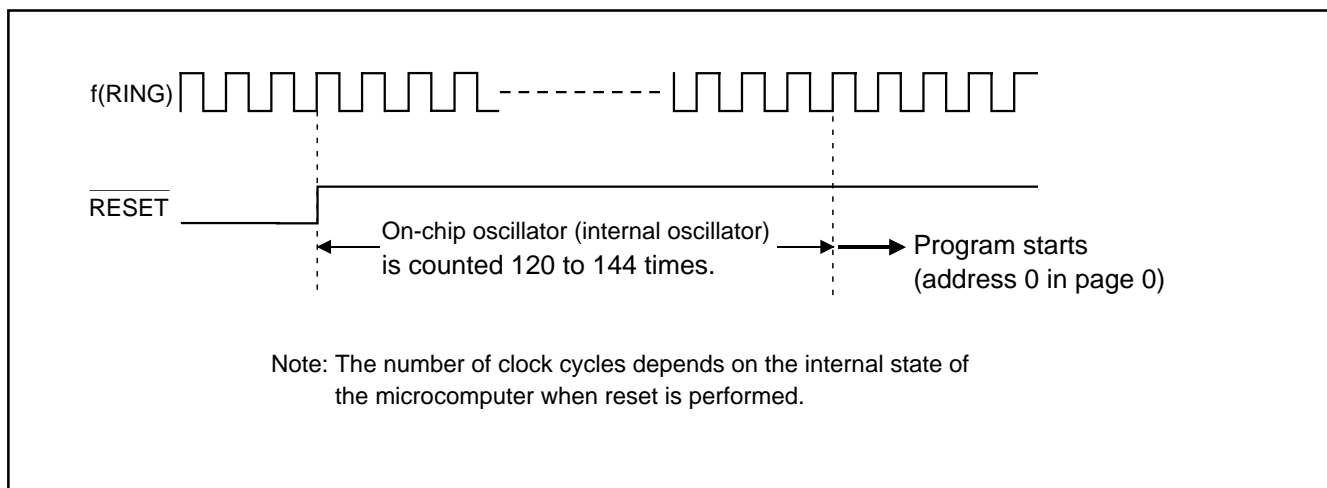 f(RING)
RESET
On-chip oscillator (internal oscillator)
is counted 120 to 144 times.
Program starts
(address 0 in page 0)
Note: The number of clock cycles depends on the internal state of
the microcomputer when reset is performed.